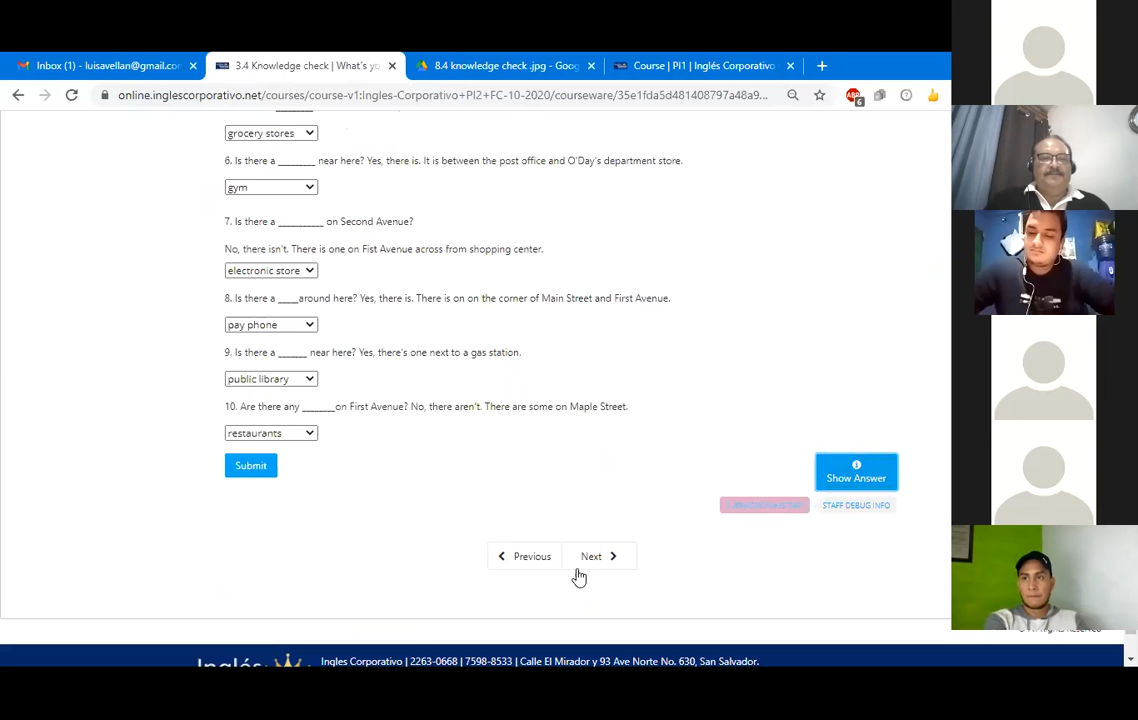 Inbox (1) - luisavellan@gmail.co
3.4 Knowledge check | What's yo
8.4 knowledge check .jpg - Goog
Course | PI1 | Inglés Corporativo
online.inglescorporativo.net/courses/course-v1:Ingles-Corporativo+PI2+FC-10-2020/courseware/35e1fda5d481408797a48a9...
ABP
6
grocery stores
6. Is there a ________ near here? Yes, there is. It is between the post office and O'Day's department store.
gym
7. Is there a __________ on Second Avenue?
No, there isn't. There is one on Fist Avenue across from shopping center.
electronic store
8. Is there a _____around here? Yes, there is. There is on on the corner of Main Street and First Avenue.
pay phone
9. Is there a _______ near here? Yes, there's one next to a gas station.
public library
10. Are there any ________on First Avenue? No, there aren't. There are some on Maple Street.
restaurants
Submit
Show Answer
STAFF DEBUG INFO
Previous
Next
Inglés
Ingles Corporativo | 2263-0668 | 7598-8533 | Calle El Mirador y 93 Ave Norte No. 630, San Salvador.